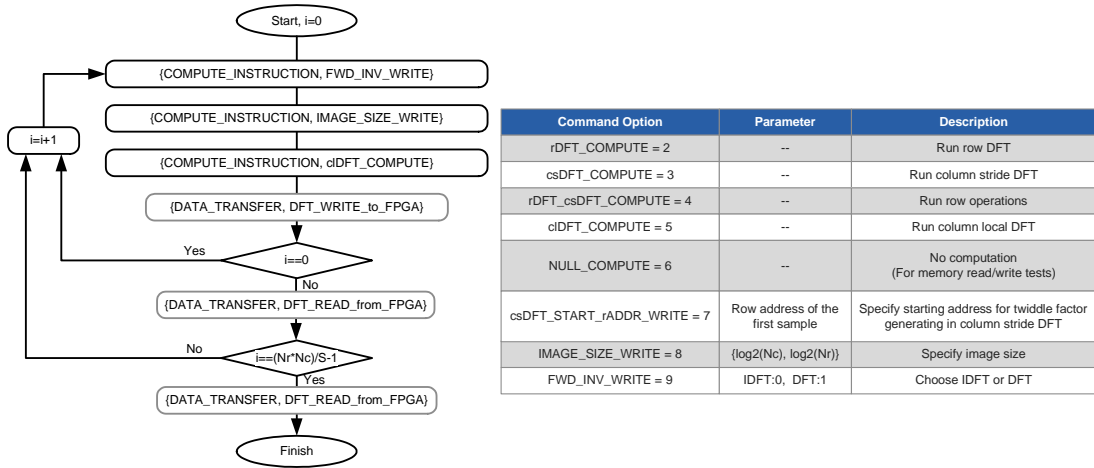 Start, i=0
{COMPUTE_INSTRUCTION, FWD_INV_WRITE}
{COMPUTE_INSTRUCTION, IMAGE_SIZE_WRITE}
i=i+1
{COMPUTE_INSTRUCTION, clDFT_COMPUTE}
{DATA_TRANSFER, DFT_WRITE_to_FPGA}
Yes
i==0
No
{DATA_TRANSFER, DFT_READ_from_FPGA}
No
i==(Nr*Nc)/S-1
Yes
{DATA_TRANSFER, DFT_READ_from_FPGA}
Finish
Command Option Parameter Description
rDFT_COMPUTE = 2 -- Run row DFT
csDFT_COMPUTE = 3 -- Run column stride DFT
rDFT_csDFT_COMPUTE = 4 -- Run row operations
clDFT_COMPUTE = 5 -- Run column local DFT
NULL_COMPUTE = 6 -- No computation
(For memory read/write tests)
csDFT_START_rADDR_WRITE = 7 Row address of the Specify starting address for twiddle factor
first sample generating in column stride DFT
IMAGE_SIZE_WRITE = 8 {log2(Nc), log2(Nr)} Specify image size
FWD_INV_WRITE = 9 IDFT:0, DFT:1 Choose IDFT or DFT